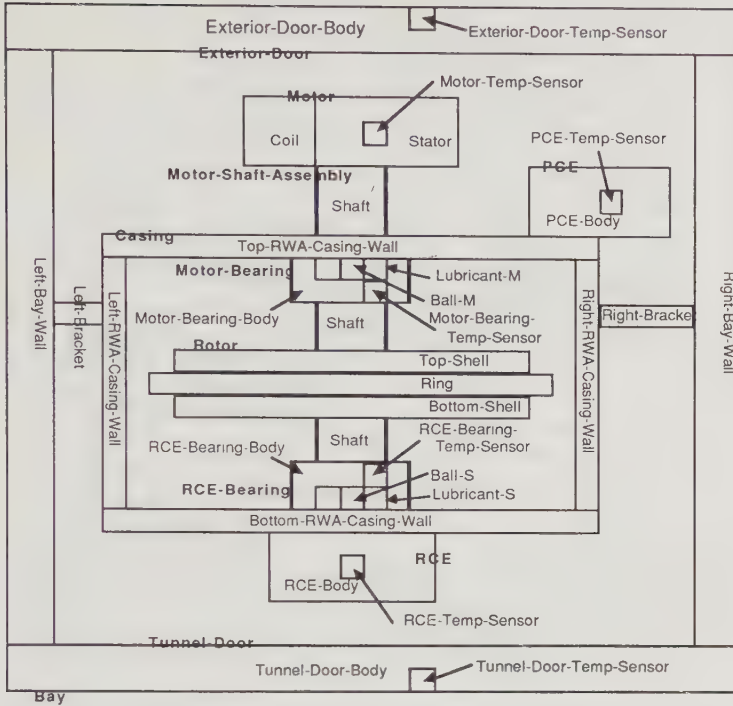 Exterior-Door-Body
Exterior-Door-Temp-Sensor
Exterior-Door
Motor-Temp-Sensor
Motor
Coil
Stator
PCE-Temp-Sensor
PCE
Motor-Shaft-Assembly
Shaft
PCE-Body
Casing
Top-RWA-Casing-Wall
Motor-Bearing
Lubricant-M
Ball-M
Motor-Bearing-Body
Motor-Bearing-
Temp-Sensor
Shaft
Left-Bay-Wall
Left-Bracket
Left-RWA-Casing-Wall
Right-RWA-Casing-Wall
Right-Bracke
Right-Bay-Wall
Rotor
Top-Shell
Ring
Bottom-Shell
RCE-Bearing-Body
Shaft
RCE-Bearing-
Temp-Sensor
Ball-S
RCE-Bearing
Lubricant-S
Bottom-RWA-Casing-Wall
RCE
RCE-Body
RCE-Temp-Sensor
Tunnel-Door
Tunnel-Door-Body
Tunnel-Door-Temp-Sensor
Bay